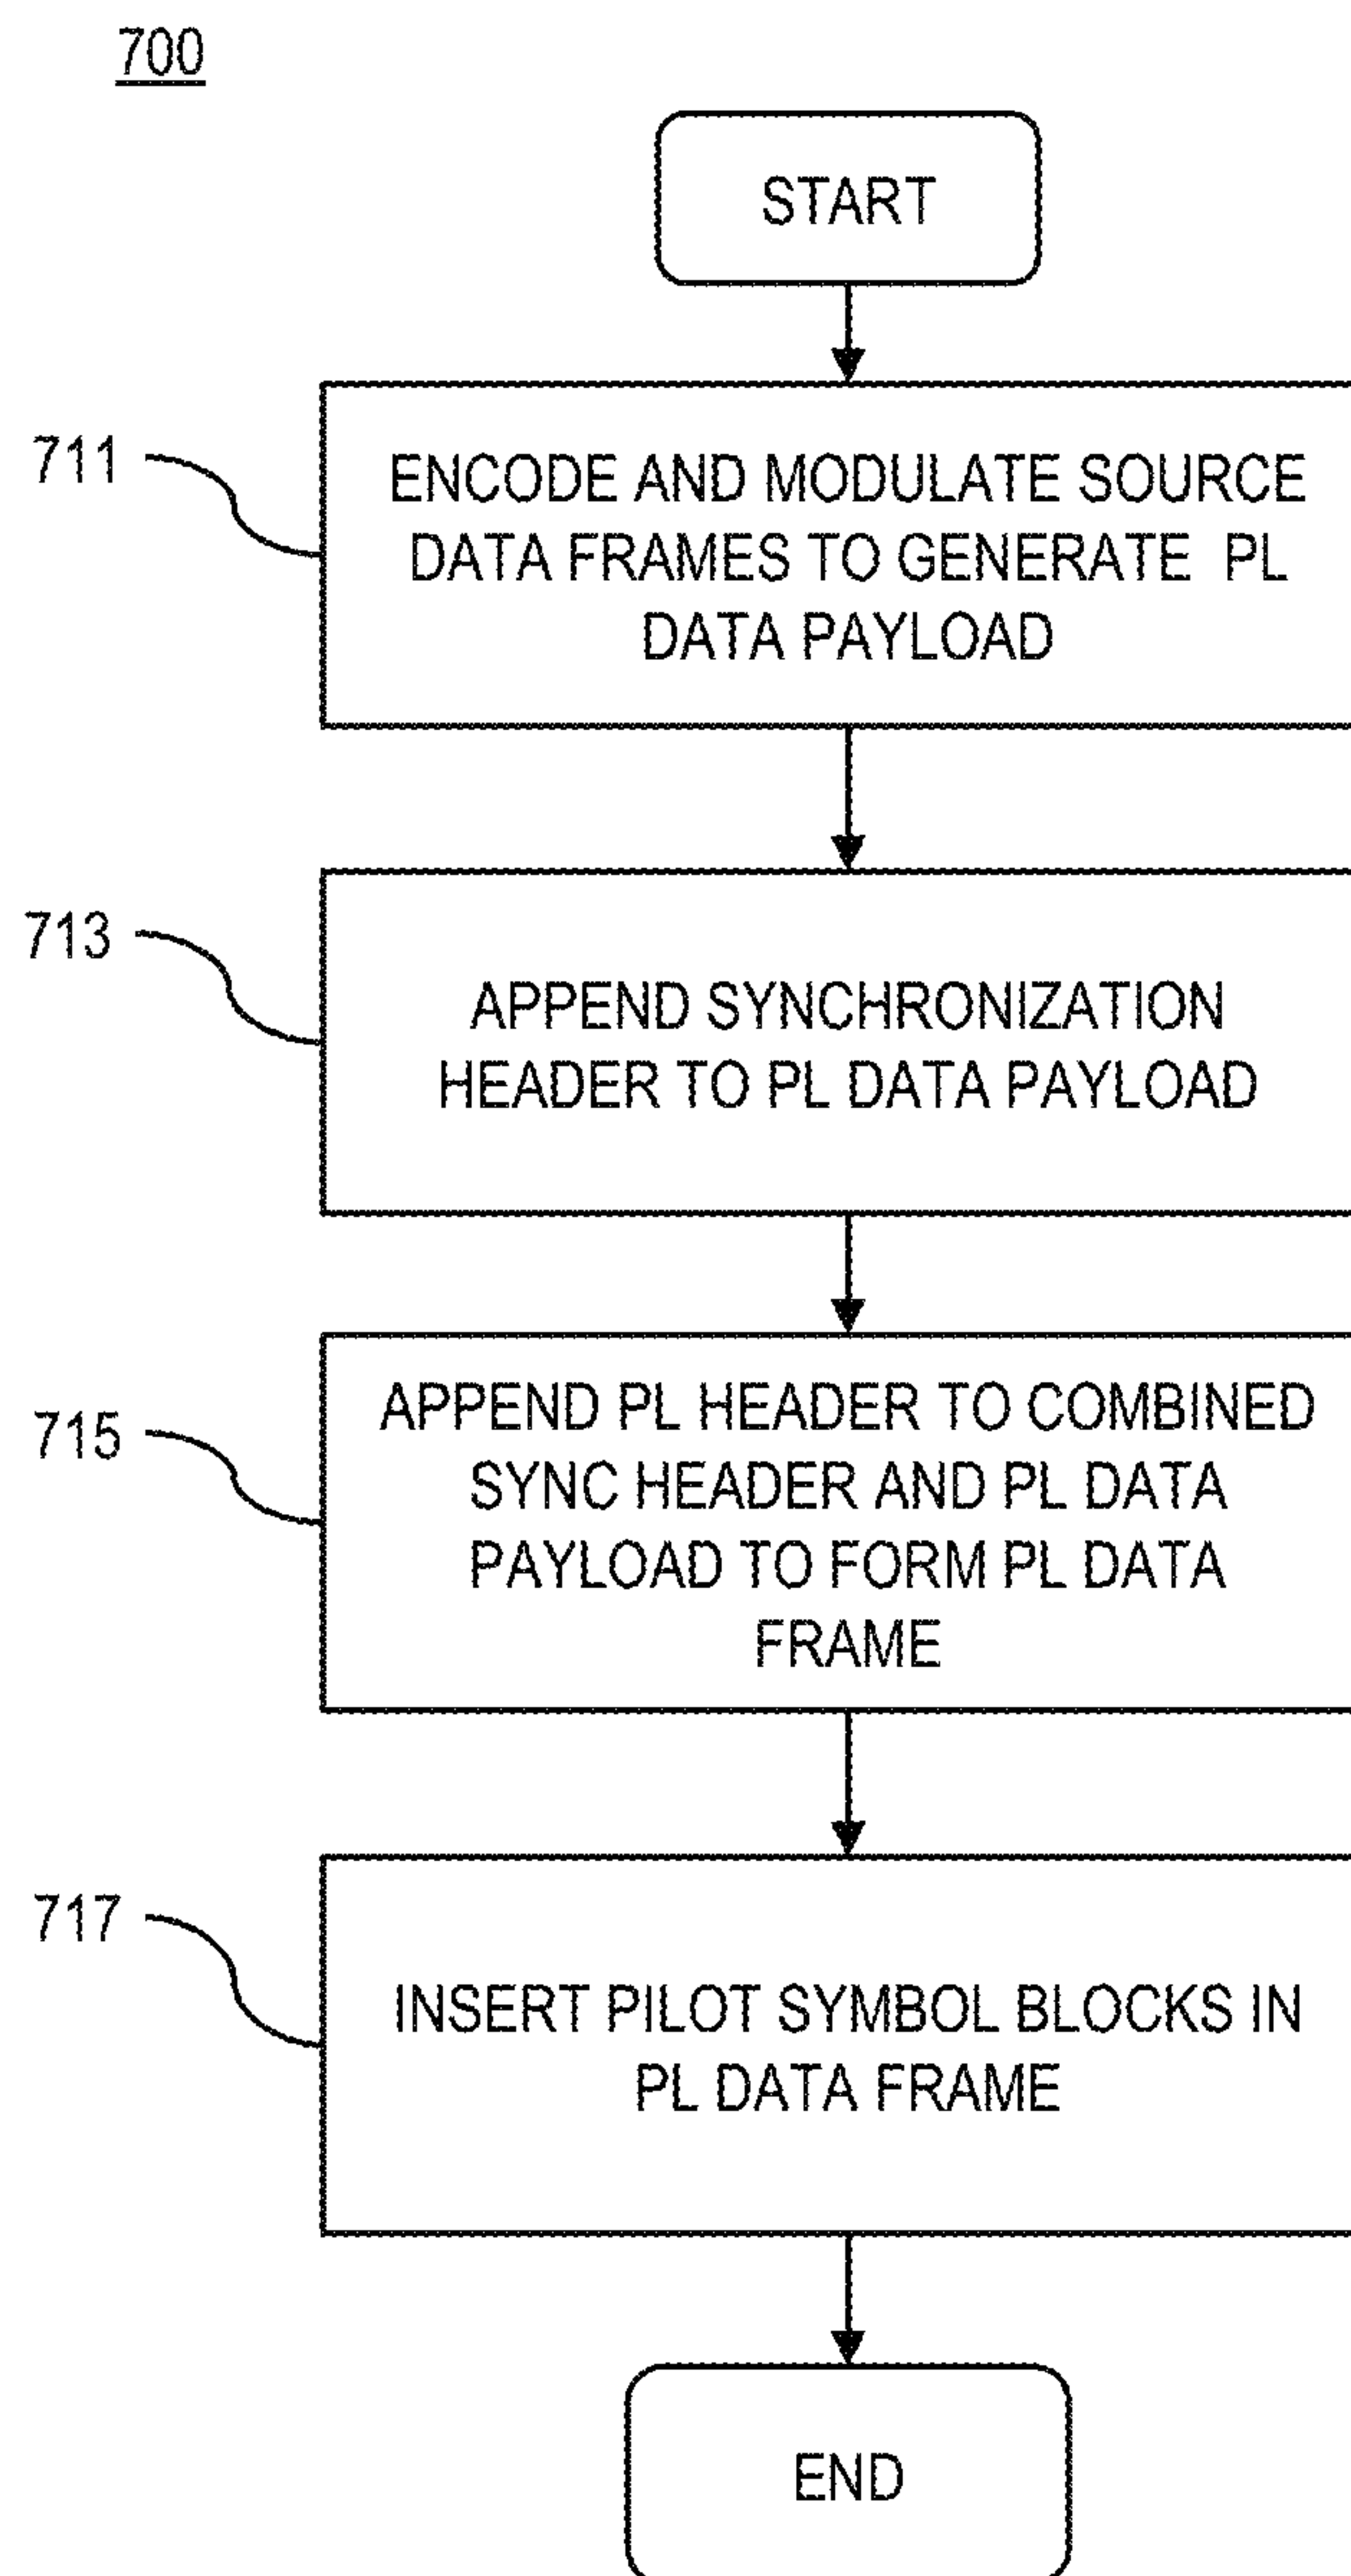 700
START
711
ENCODE AND MODULATE SOURCE
DATA FRAMES TO GENERATE PL
DATA PAYLOAD
713
APPEND SYNCHRONIZATION
HEADER TO PL DATA PAYLOAD
715
APPEND PL HEADER TO COMBINED
SYNC HEADER AND PL DATA
PAYLOAD TO FORM PL DATA
FRAME
717
INSERT PILOT SYMBOL BLOCKS IN
PL DATA FRAME
END